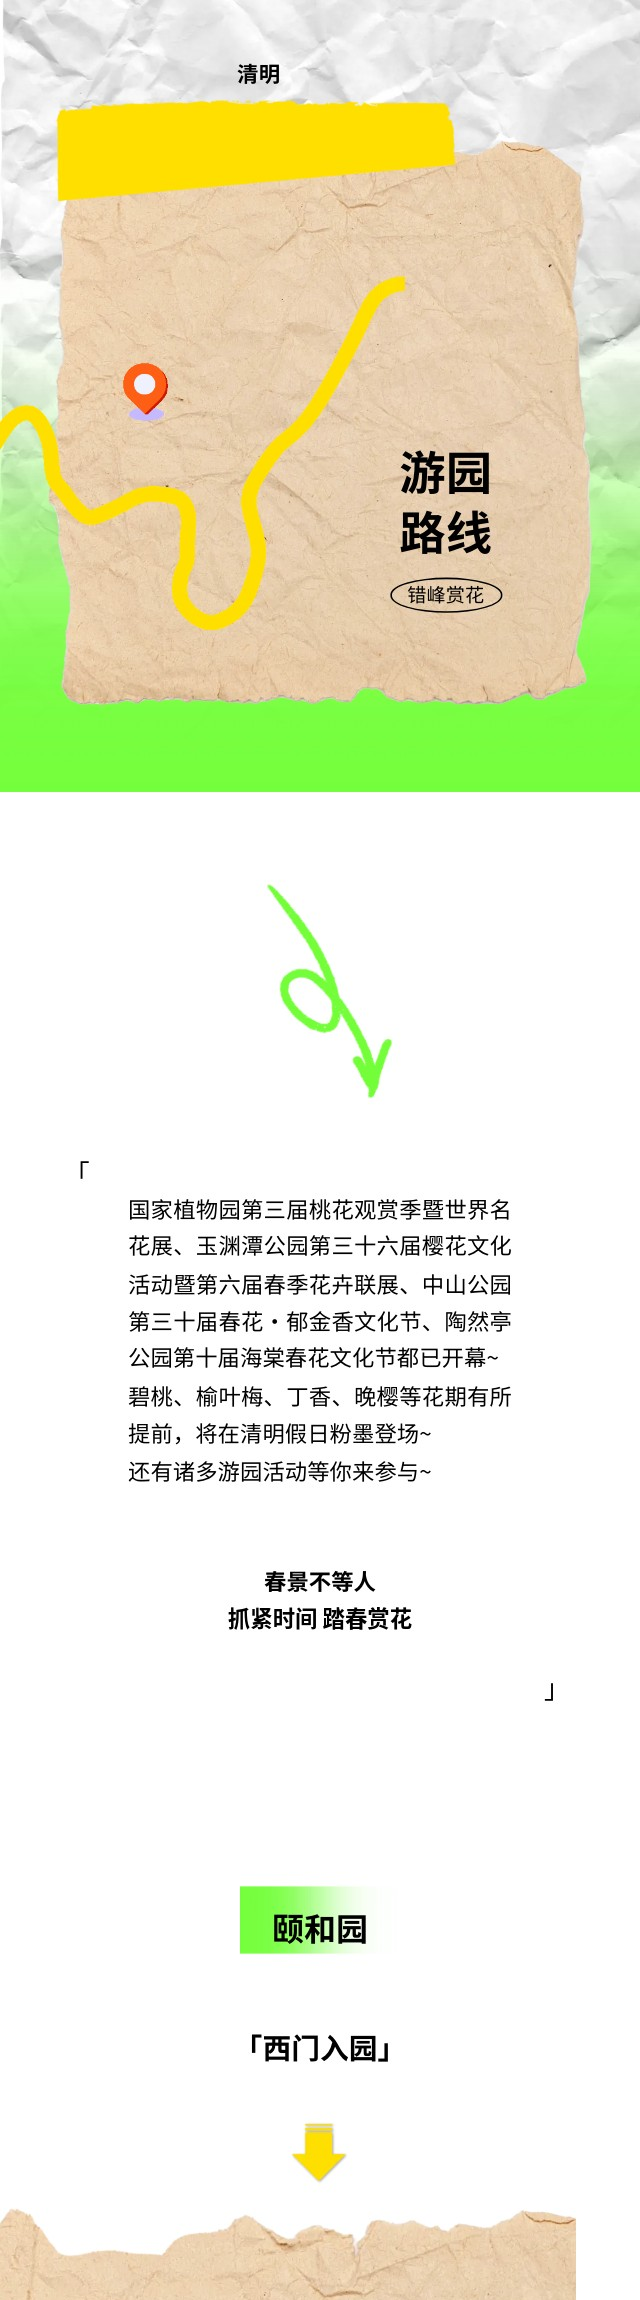 清明
游园
路线
错峰赏花
「
国家植物园第三届桃花观赏季暨世界名
花展、玉渊潭公园第三十六届樱花文化
活动暨第六届春季花卉联展、中山公园
第三十届春花·郁金香文化节、陶然亭
公园第十届海棠春花文化节都已开幕~
碧桃、榆叶梅、丁香、晚樱等花期有所
提前，将在清明假日粉墨登场~
还有诸多游园活动等你来参与~
春景不等人
抓紧时间 踏春赏花
」
颐和园
「西门入园」